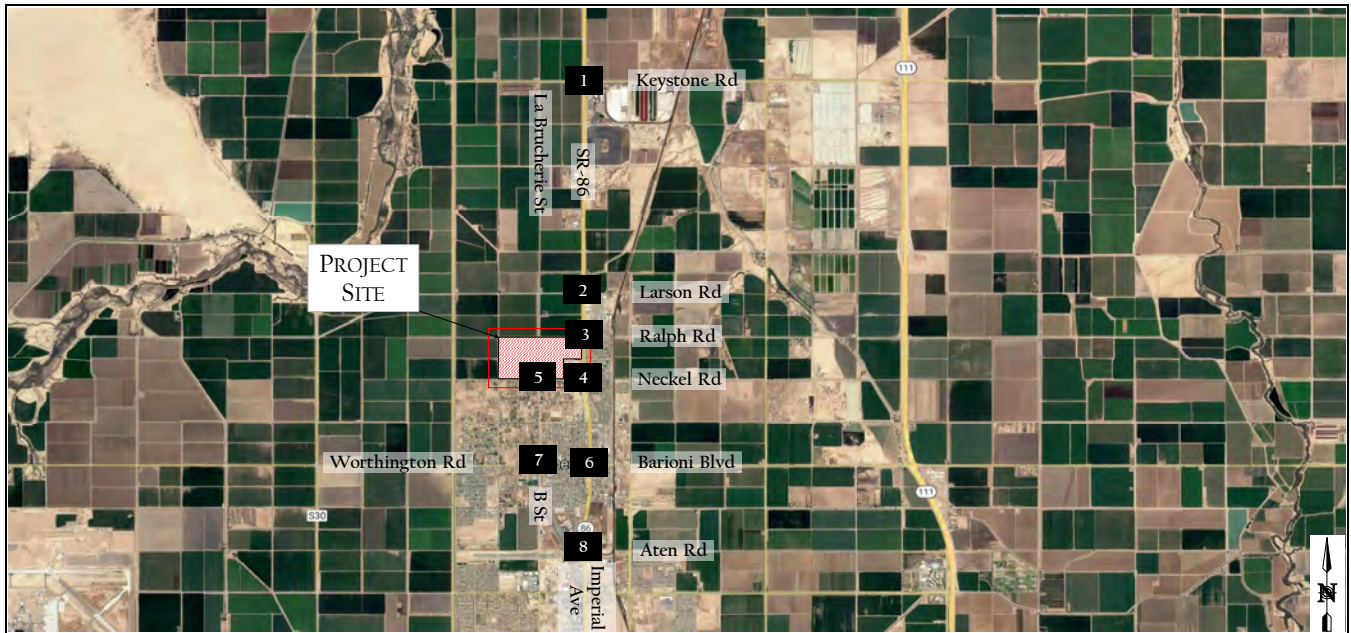 111
1
Keystone Rd
La Brucherie St
SR-86
PROJECT
SITE
2
Larson Rd
3
Ralph Rd
5
4
Neckel Rd
Worthington Rd
7
6
Barioni Blvd
B St
111
S30
86
8
Aten Rd
Imperial
Ave
N